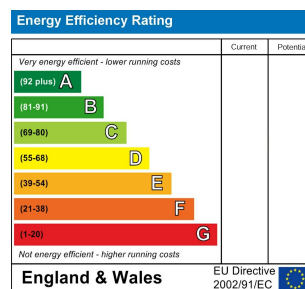 Energy Efficiency Rating
Current Potentia
Very energy efficient - lower running costs
(92 plus) A
(81-91) B
(69-80) C
(55-68) D
(39-54) E
(21-38) F
(1-20) G
Not energy efficient - higher running costs
England & Wales
EU Directive
2002/91/EC